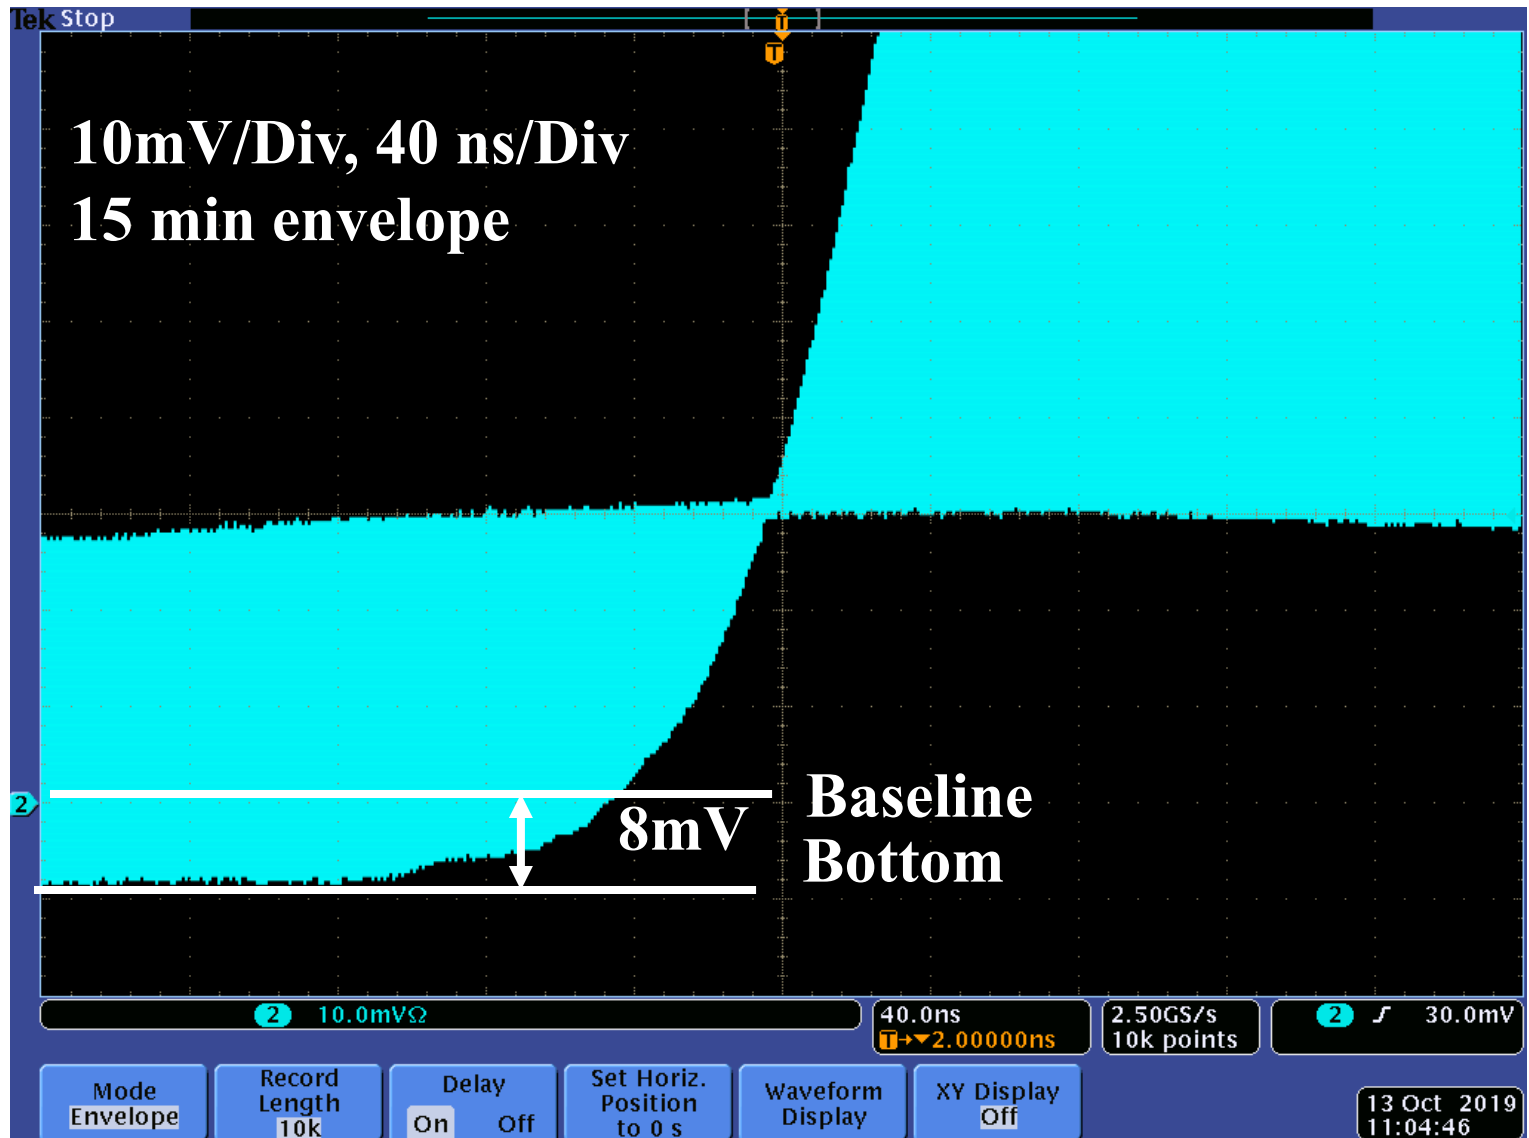 Tek Stop
T
T
10mV/Div, 40 ns/Div
15 min envelope
2
8mV
Baseline
Bottom
2 10.0mVΩ
40.0ns
T→▼2.00000ns
2.50GS/s
10k points
2 ʃ 30.0mV
Mode
Envelope
Record
Length
10k
Delay
On Off
Set Horiz.
Position
to 0 s
Waveform
Display
XY Display
Off
13 Oct 2019
11:04:46